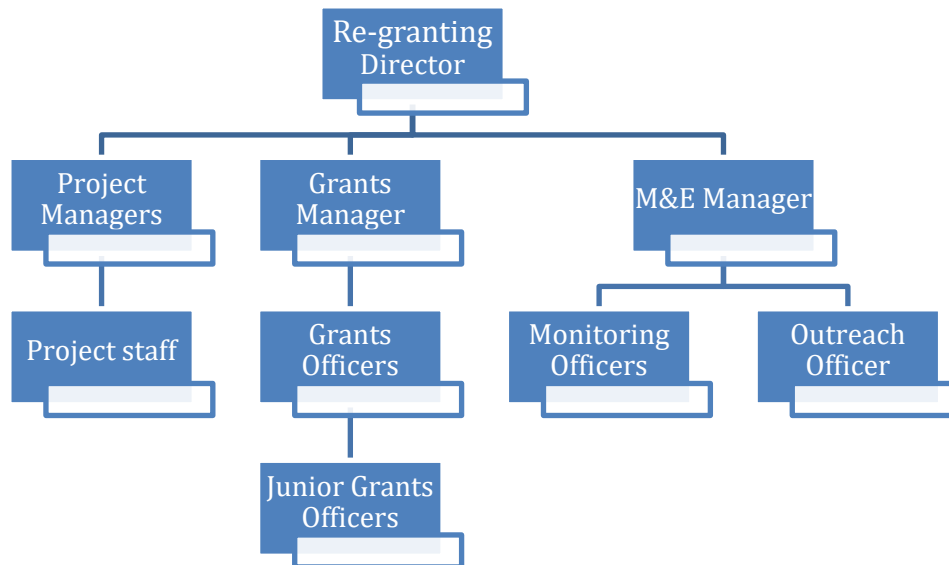 Re-granting
Director
Project
Managers
Grants
Manager
M&E Manager
Project staff
Grants
Officers
Monitoring
Officers
Outreach
Officer
Junior Grants
Officers